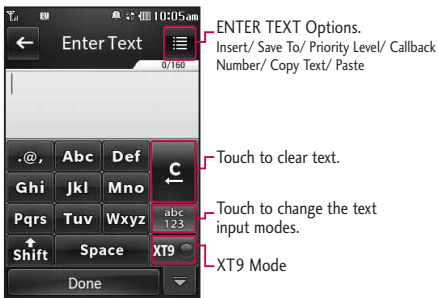 EV 10:05am
Enter Text
0/160
ENTER TEXT Options.
Insert/ Save To/ Priority Level/ Callback
Number/ Copy Text/ Paste
.@, Abc Def C
Touch to clear text.
Ghi Jkl Mno
Pqrs Tuv Wxyz abc
123
Touch to change the text
input modes.
Shift Space XT9
XT9 Mode
Done